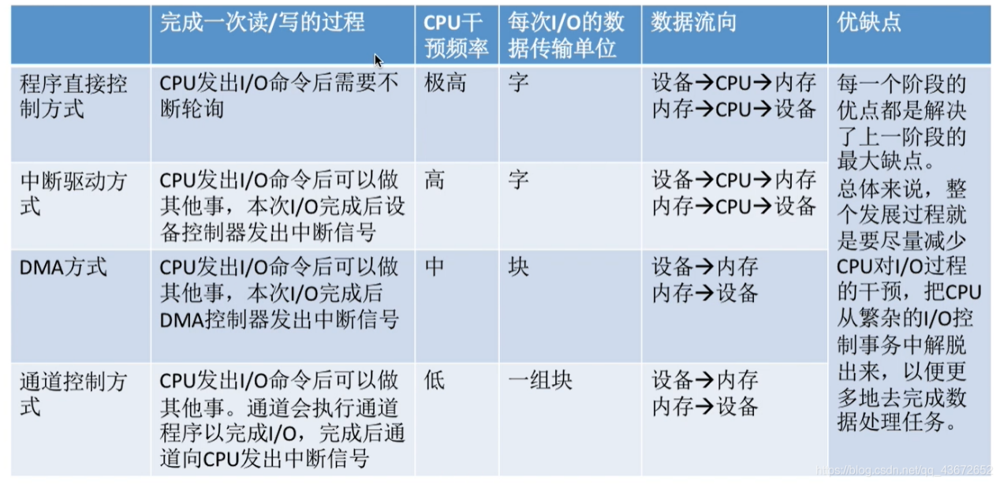 完成一次读/写的过程
CPU干
预频率
每次I/O的数
据传输单位
数据流向
优缺点
程序直接控
制方式
CPU发出I/O命令后需要不
断轮询
极高
字
设备→CPU→内存
内存→CPU→设备
每一个阶段的
优点都是解决
了上一阶段的
最大缺点。
总体来说，整
个发展过程就
是要尽量减少
CPU对I/O过程
的干预，把CPU
从繁杂的I/O控
制事务中解脱
出来，以便更
多地去完成数
据处理任务。
中断驱动方
式
CPU发出I/O命令后可以做
其他事，本次I/O完成后设
备控制器发出中断信号
高
字
设备→CPU→内存
内存→CPU→设备
DMA方式
CPU发出I/O命令后可以做
其他事，本次I/O完成后
DMA控制器发出中断信号
中
块
设备→内存
内存→设备
通道控制方
式
CPU发出I/O命令后可以做
其他事。通道会执行通道
程序以完成I/O，完成后通
道向CPU发出中断信号
低
一组块
设备→内存
内存→设备
https://blog.csdn.net/qq_43672652